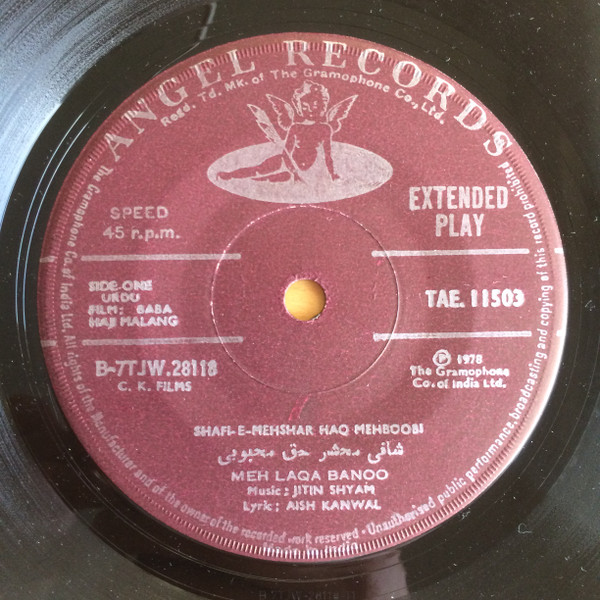 ANGEL RECORDS
Regd. Td. Mk. of The Gramophone Co., Ltd.
SPEED
45 r.p.m.
EXTENDED
PLAY
SIDE-ONE
URDU
FILM: BABA
HAJI MALANG
TAE. 11503
B-7TJW.28118
C. K. FILMS
Ⓟ 1978
The Gramophone
Co. of India Ltd.
SHAFI-E-MEHSHAR HAQ MEHBOOBI
شافی محشر حق محبوبی
MEH LAQA BANOO
Music: JITIN SHYAM
Lyric: AISH KANWAL
The Gramophone Co. of India Ltd. All rights of the Manufacturer and of the owner of the recorded work reserved · Unauthorised public performance, broadcasting and copying of this record prohibited